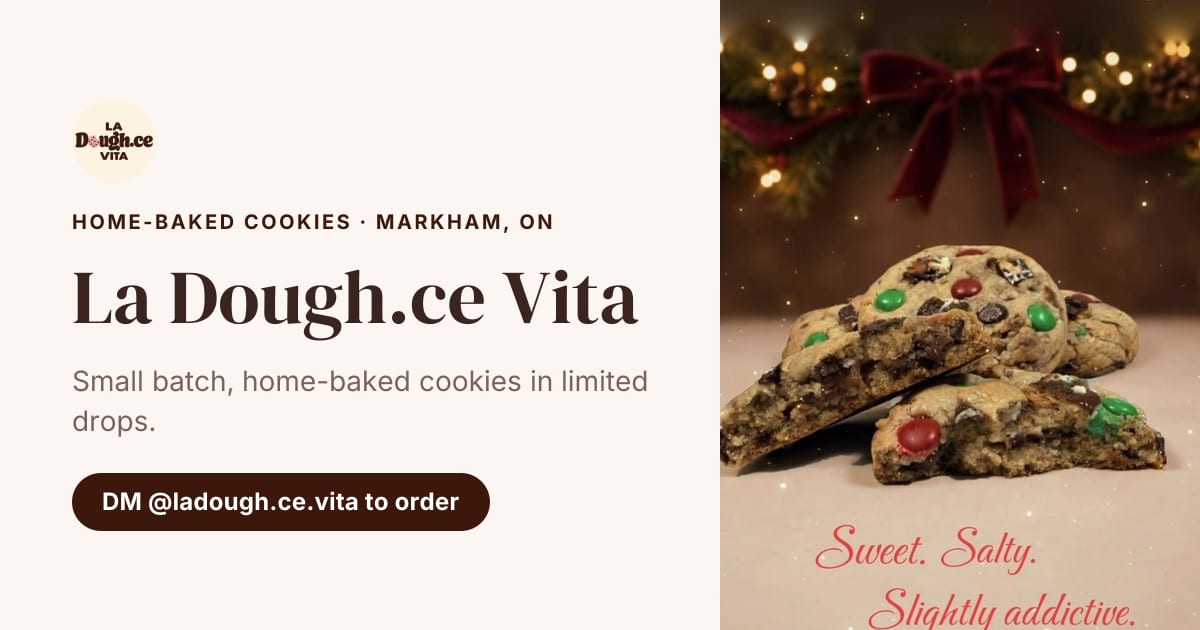 LA
Dough.ce
VITA
HOME-BAKED COOKIES · MARKHAM, ON
La Dough.ce Vita
Small batch, home-baked cookies in limited
drops.
DM @ladough.ce.vita to order
Sweet. Salty.
Slightly addictive.